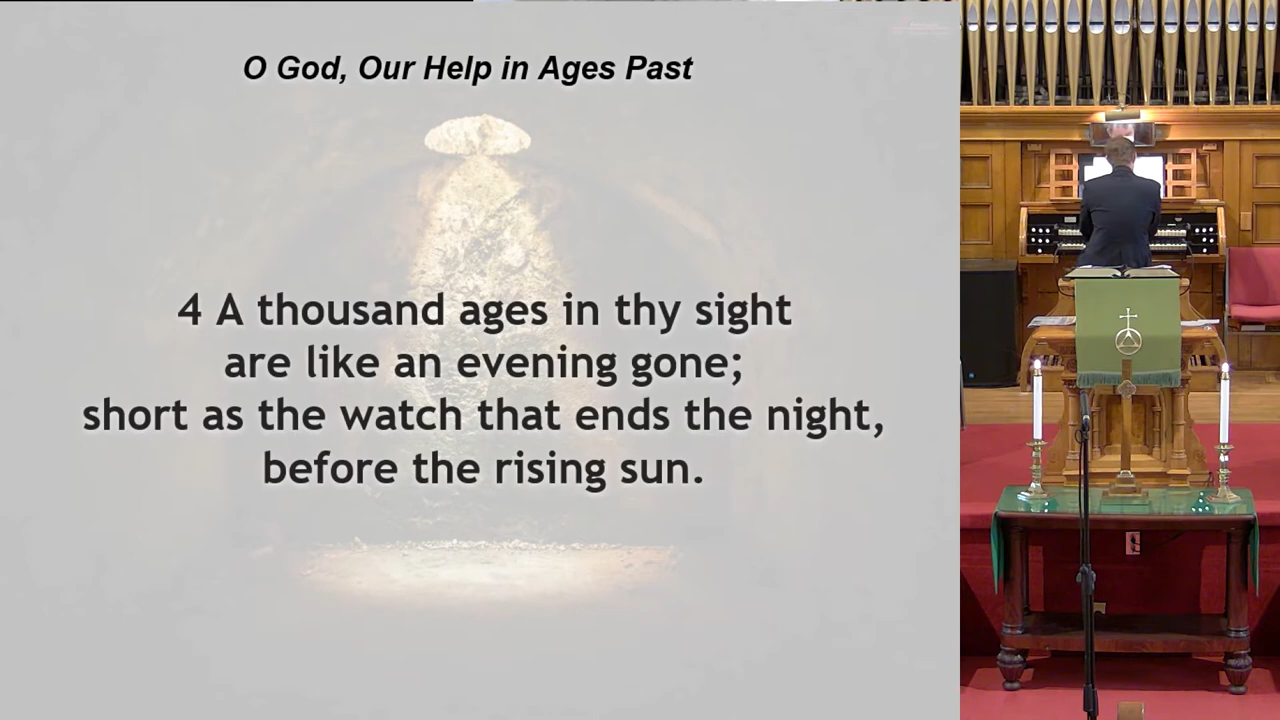 O God, Our Help in Ages Past
4 A thousand ages in thy sight
are like an evening gone;
short as the watch that ends the night,
before the rising sun.